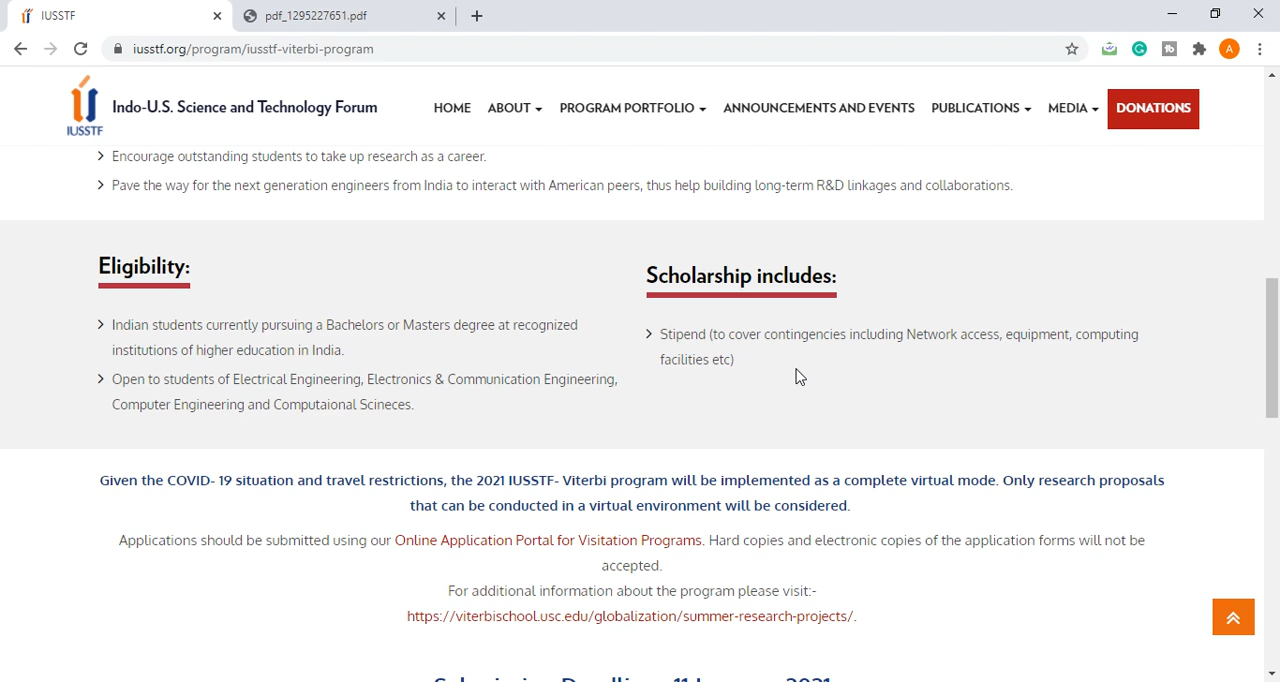 IUSSTF
pdf_1295227651.pdf
iusstf.org/program/iusstf-viterbi-program
A
IUSSTF
Indo-U.S. Science and Technology Forum
HOME ABOUT PROGRAM PORTFOLIO ANNOUNCEMENTS AND EVENTS PUBLICATIONS MEDIA DONATIONS
Encourage outstanding students to take up research as a career.
Pave the way for the next generation engineers from India to interact with American peers, thus help building long-term R&D linkages and collaborations.
Eligibility:
Indian students currently pursuing a Bachelors or Masters degree at recognized
institutions of higher education in India.
Open to students of Electrical Engineering, Electronics & Communication Engineering,
Computer Engineering and Computaional Scineces.
Scholarship includes:
Stipend (to cover contingencies including Network access, equipment, computing
facilities etc)
Given the COVID- 19 situation and travel restrictions, the 2021 IUSSTF- Viterbi program will be implemented as a complete virtual mode. Only research proposals
that can be conducted in a virtual environment will be considered.
Applications should be submitted using our Online Application Portal for Visitation Programs. Hard copies and electronic copies of the application forms will not be
accepted.
For additional information about the program please visit:-
https://viterbischool.usc.edu/globalization/summer-research-projects/.